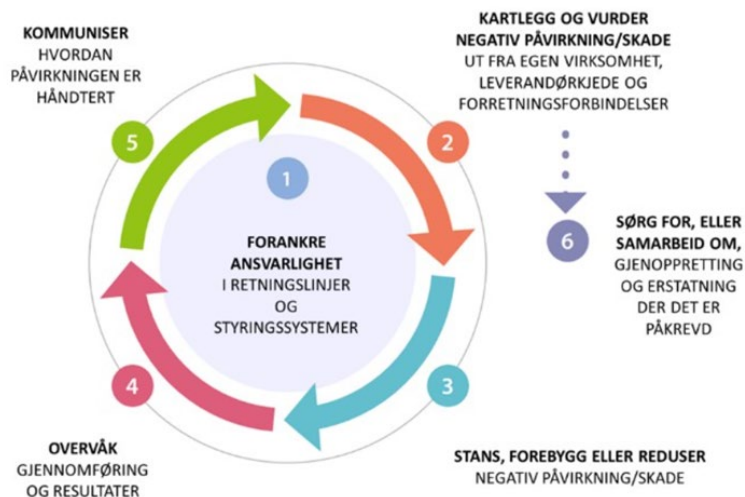 1
FORANKRE
ANSVARLIGHET
I RETNINGSLINJER
OG
STYRINGSSYSTEMER
2
KARTLEGG OG VURDER
NEGATIV PÅVIRKNING/SKADE
UT FRA EGEN VIRKSOMHET,
LEVERANDØRKJEDE OG
FORRETNINGSFORBINDELSER
3
STANS, FOREBYGG ELLER REDUSER
NEGATIV PÅVIRKNING/SKADE
4
OVERVÅK
GJENNOMFØRING
OG RESULTATER
5
KOMMUNISER
HVORDAN
PÅVIRKNINGEN ER
HÅNDTERT
6
SØRG FOR, ELLER
SAMARBEID OM,
GJENOPPRETTING
OG ERSTATNING
DER DET ER
PÅKREVD